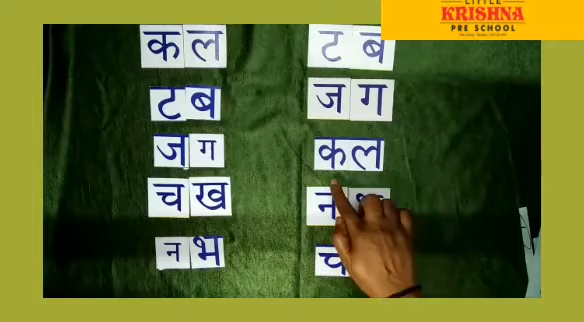 LITTLE
KRISHNA
PRE SCHOOL
कल टब
टब जग
जग कल
चख न
नभ च